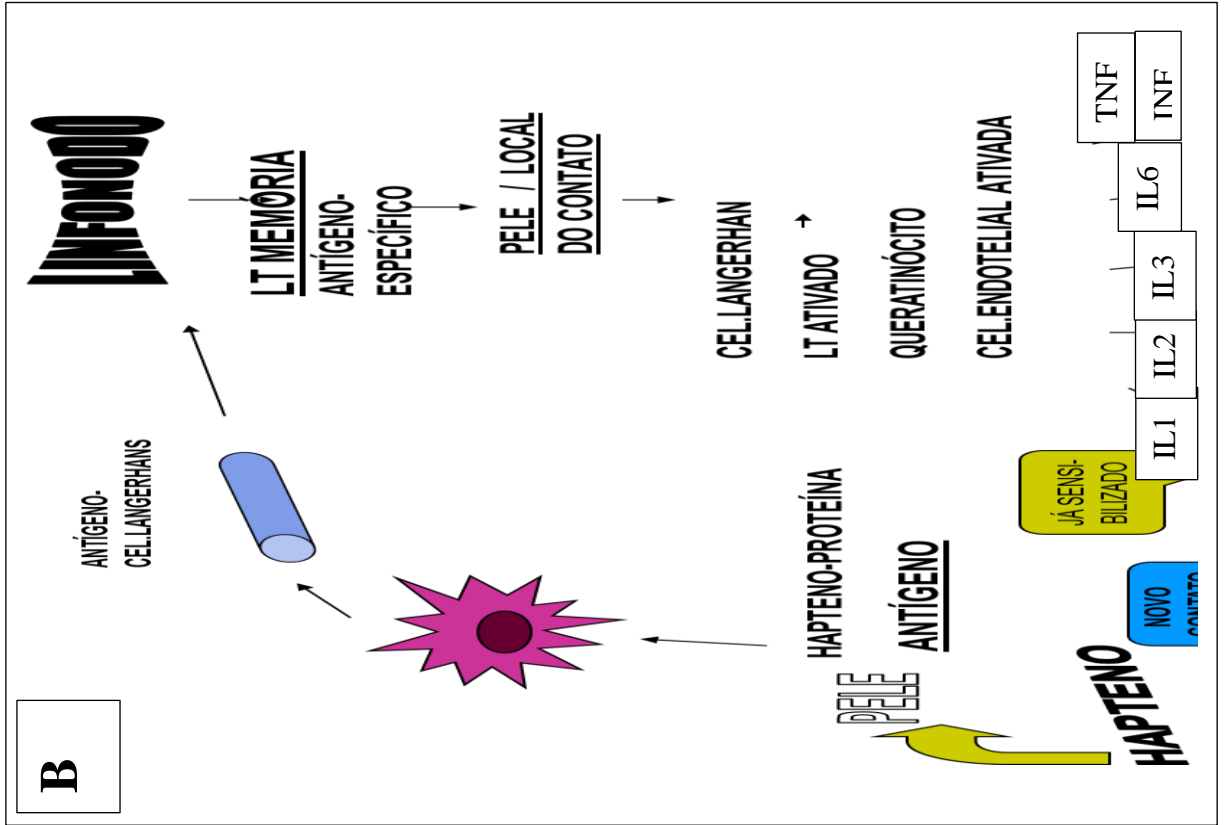 B
LINFONODO
ANTÍGENO-
CEL.LANGERHANS
LT MEMÓRIA
ANTÍGENO-
ESPECÍFICO
PELE / LOCAL
DO CONTATO
CEL.LANGERHAN
LT ATIVADO
QUERATINÓCITO
CEL.ENDOTELIAL ATIVADA
HAPTENO-PROTEÍNA
PELE
ANTÍGENO
JÁ SENSI-
BILIZADO
NOVO
CONTATO
HAPTENO
IL1
IL2
IL3
IL6
TNF
INF